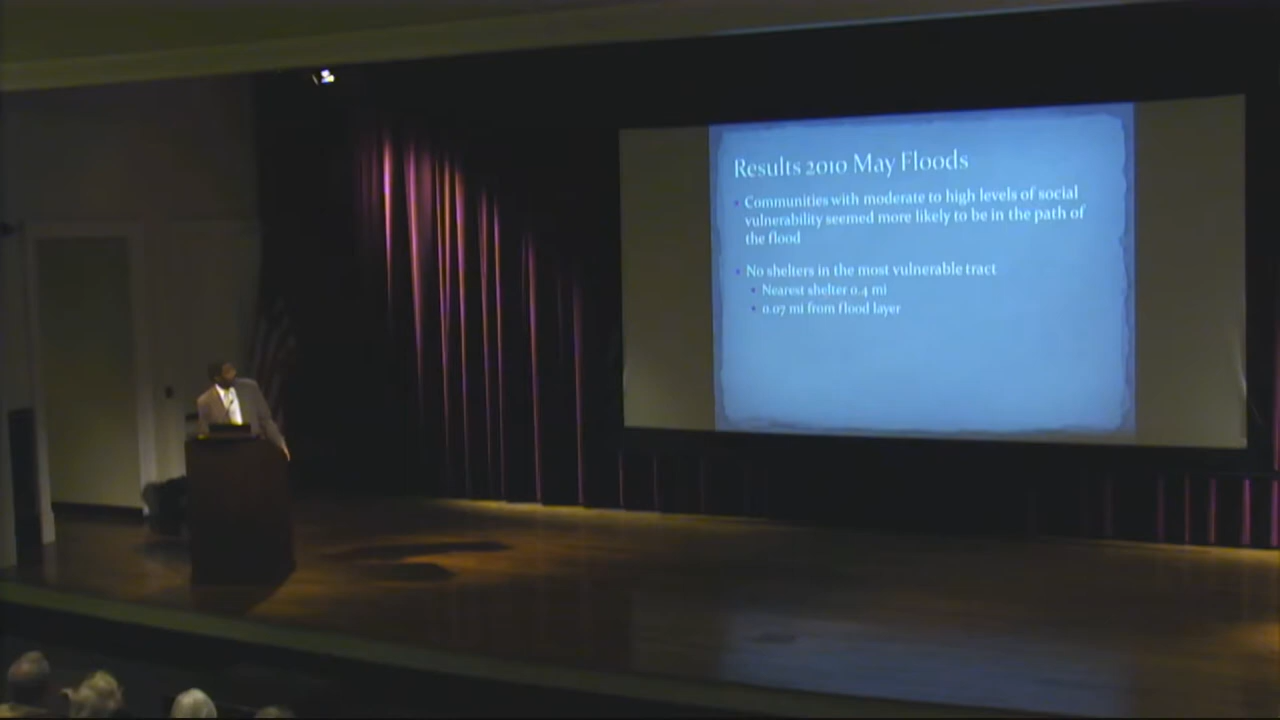 Results 2010 May Floods
Communities with moderate to high levels of social
vulnerability seemed more likely to be in the path of
the flood
No shelters in the most vulnerable tract
Nearest shelter 0.4 mi
0.07 mi from flood layer